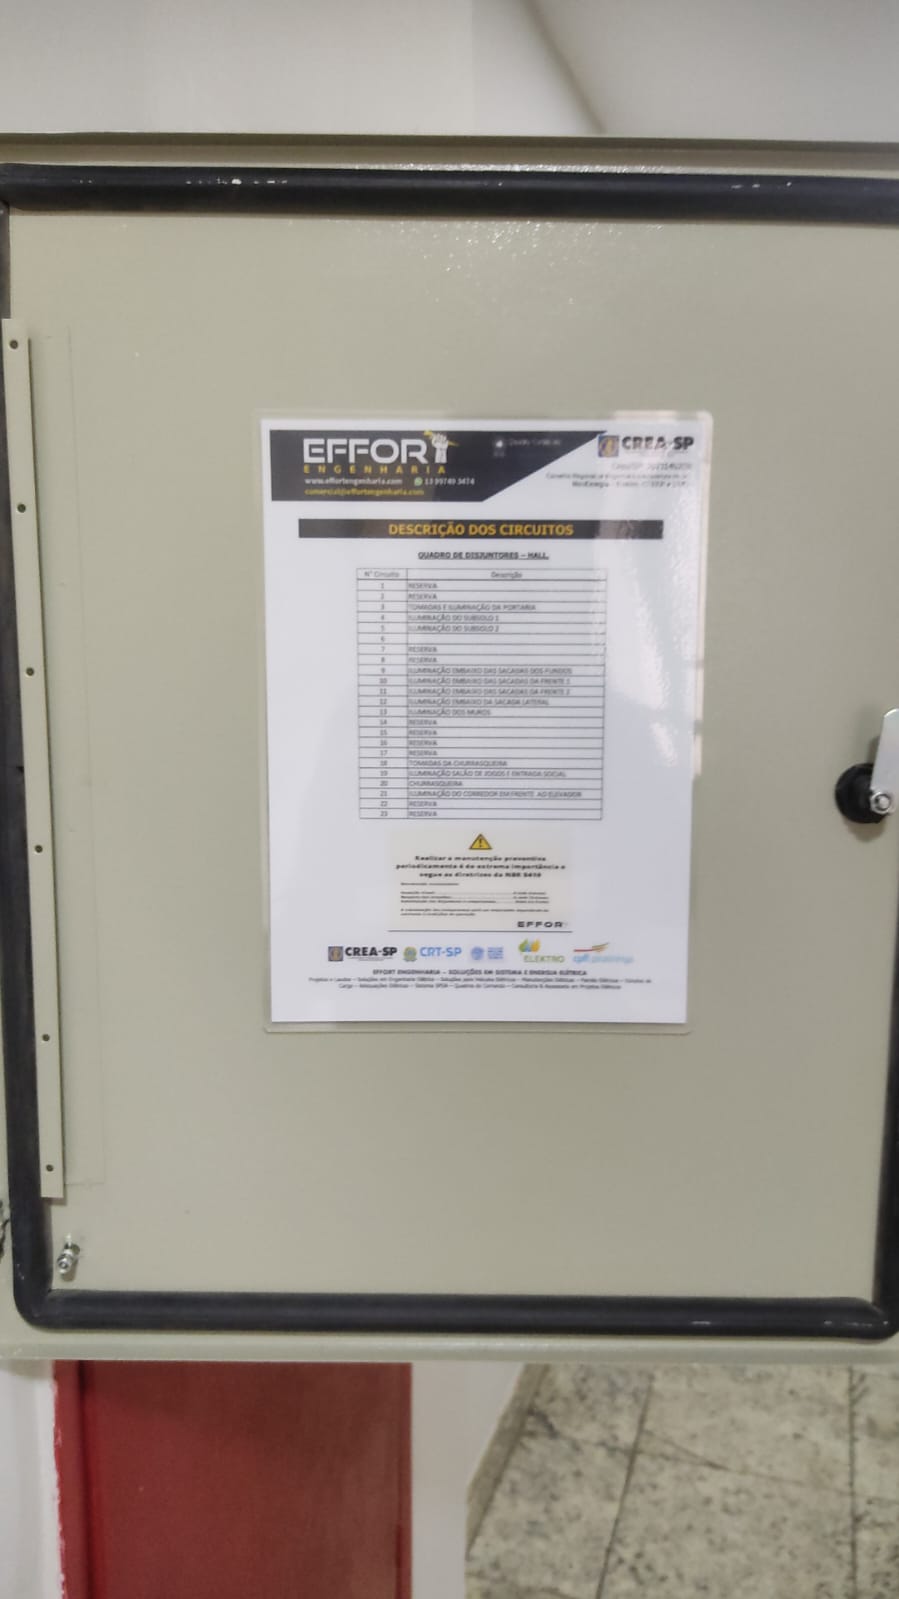 EFFORT
ENGENHARIA
www.effortengenharia.com 13 99749 3474
comercial@effortengenharia.com
CREA-SP
DESCRIÇÃO DOS CIRCUITOS
QUADRO DE DISJUNTORES – HALL.
N° Circuito Descrição
1 RESERVA
2 RESERVA
3 TOMADAS E ILUMINAÇÃO DA PORTARIA
4 ILUMINAÇÃO DO SUBSOLO 1
5 ILUMINAÇÃO DO SUBSOLO 2
6
7 RESERVA
8 RESERVA
9 ILUMINAÇÃO EMBAIXO DAS SACADAS DOS FUNDOS
10 ILUMINAÇÃO EMBAIXO DAS SACADAS DA FRENTE 1
11 ILUMINAÇÃO EMBAIXO DAS SACADAS DA FRENTE 2
12 ILUMINAÇÃO EMBAIXO DA SACADA LATERAL
13 ILUMINAÇÃO DOS MUROS
14 RESERVA
15 RESERVA
16 RESERVA
17 RESERVA
18 TOMADAS DA CHURRASQUEIRA
19 ILUMINAÇÃO SALÃO DE JOGOS E ENTRADA SOCIAL
20 CHURRASQUEIRA
21 ILUMINAÇÃO DO CORREDOR EM FRENTE AO ELEVADOR
22 RESERVA
23 RESERVA
Realizar a manutenção preventiva
periodicamente é de extrema importância e
segue as diretrizes da NBR 5410
EFFORT
CREA-SP CRT-SP ELEKTRO cpfl
EFFORT ENGENHARIA – SOLUÇÕES EM SISTEMA E ENERGIA ELÉTRICA